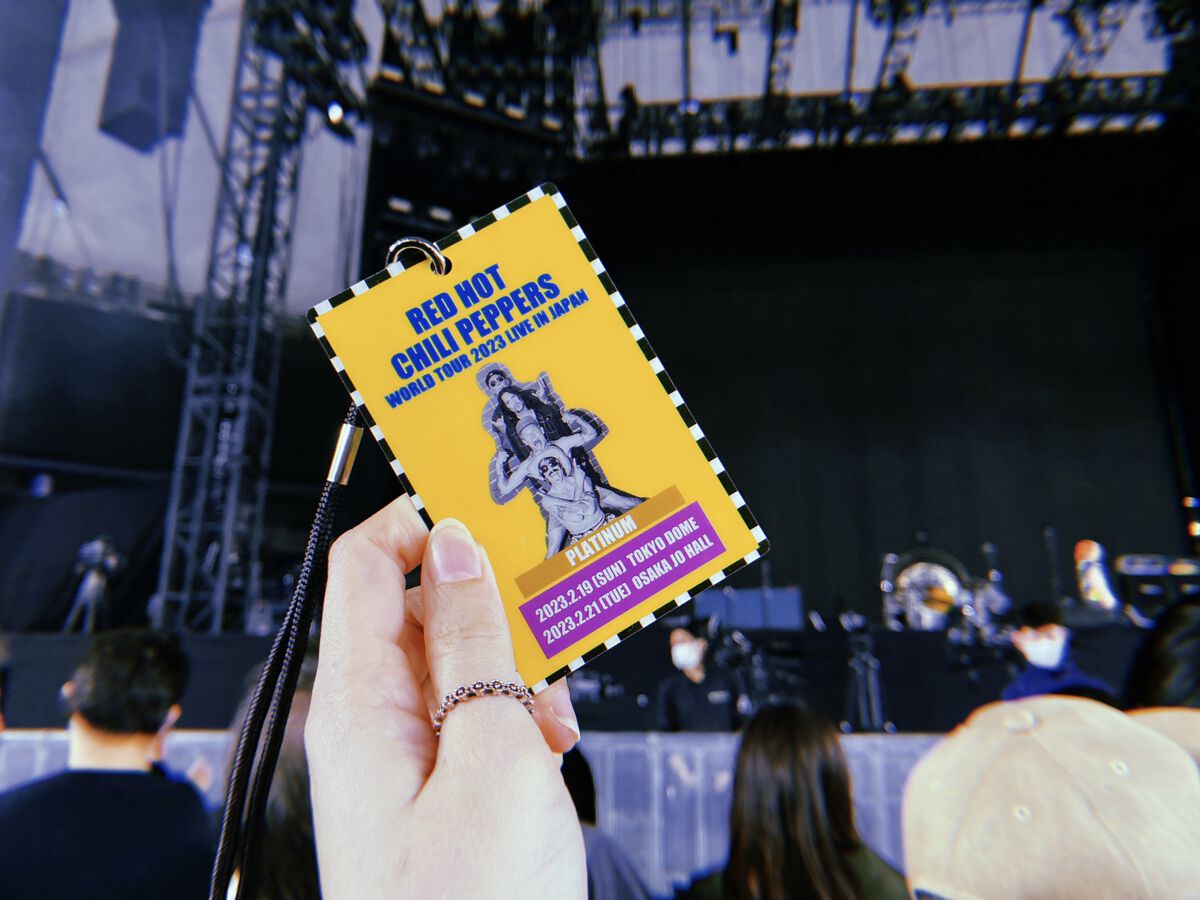 RED HOT
CHILI PEPPERS
WORLD TOUR 2023 LIVE IN JAPAN
PLATINUM
2023.2.19 (SUN) TOKYO DOME
2023.2.21 (TUE) OSAKA JO HALL